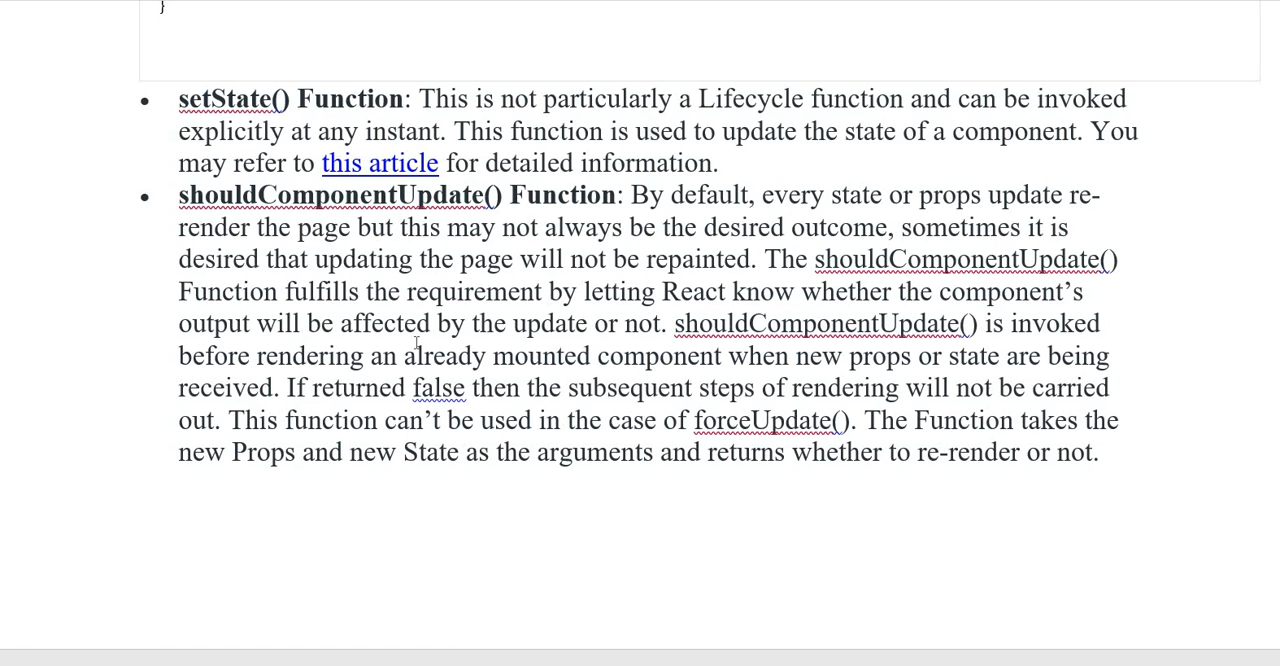 }
• setState() Function: This is not particularly a Lifecycle function and can be invoked
explicitly at any instant. This function is used to update the state of a component. You
may refer to this article for detailed information.
• shouldComponentUpdate() Function: By default, every state or props update re-
render the page but this may not always be the desired outcome, sometimes it is
desired that updating the page will not be repainted. The shouldComponentUpdate()
Function fulfills the requirement by letting React know whether the component’s
output will be affected by the update or not. shouldComponentUpdate() is invoked
before rendering an already mounted component when new props or state are being
received. If returned false then the subsequent steps of rendering will not be carried
out. This function can’t be used in the case of forceUpdate(). The Function takes the
new Props and new State as the arguments and returns whether to re-render or not.